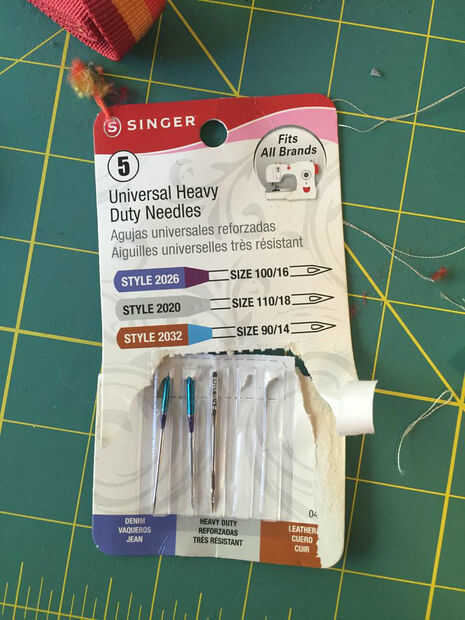 S SINGER
5
Fits
All Brands
Universal Heavy
Duty Needles
Agujas universales reforzadas
Aiguilles universelles très résistant
STYLE 2026 SIZE 100/16
STYLE 2020 SIZE 110/18
STYLE 2032 SIZE 90/14
04
DENIM
VAQUEROS
JEAN
HEAVY DUTY
REFORZADAS
TRÈS RÉSISTANT
LEATHER
CUERO
CUIR